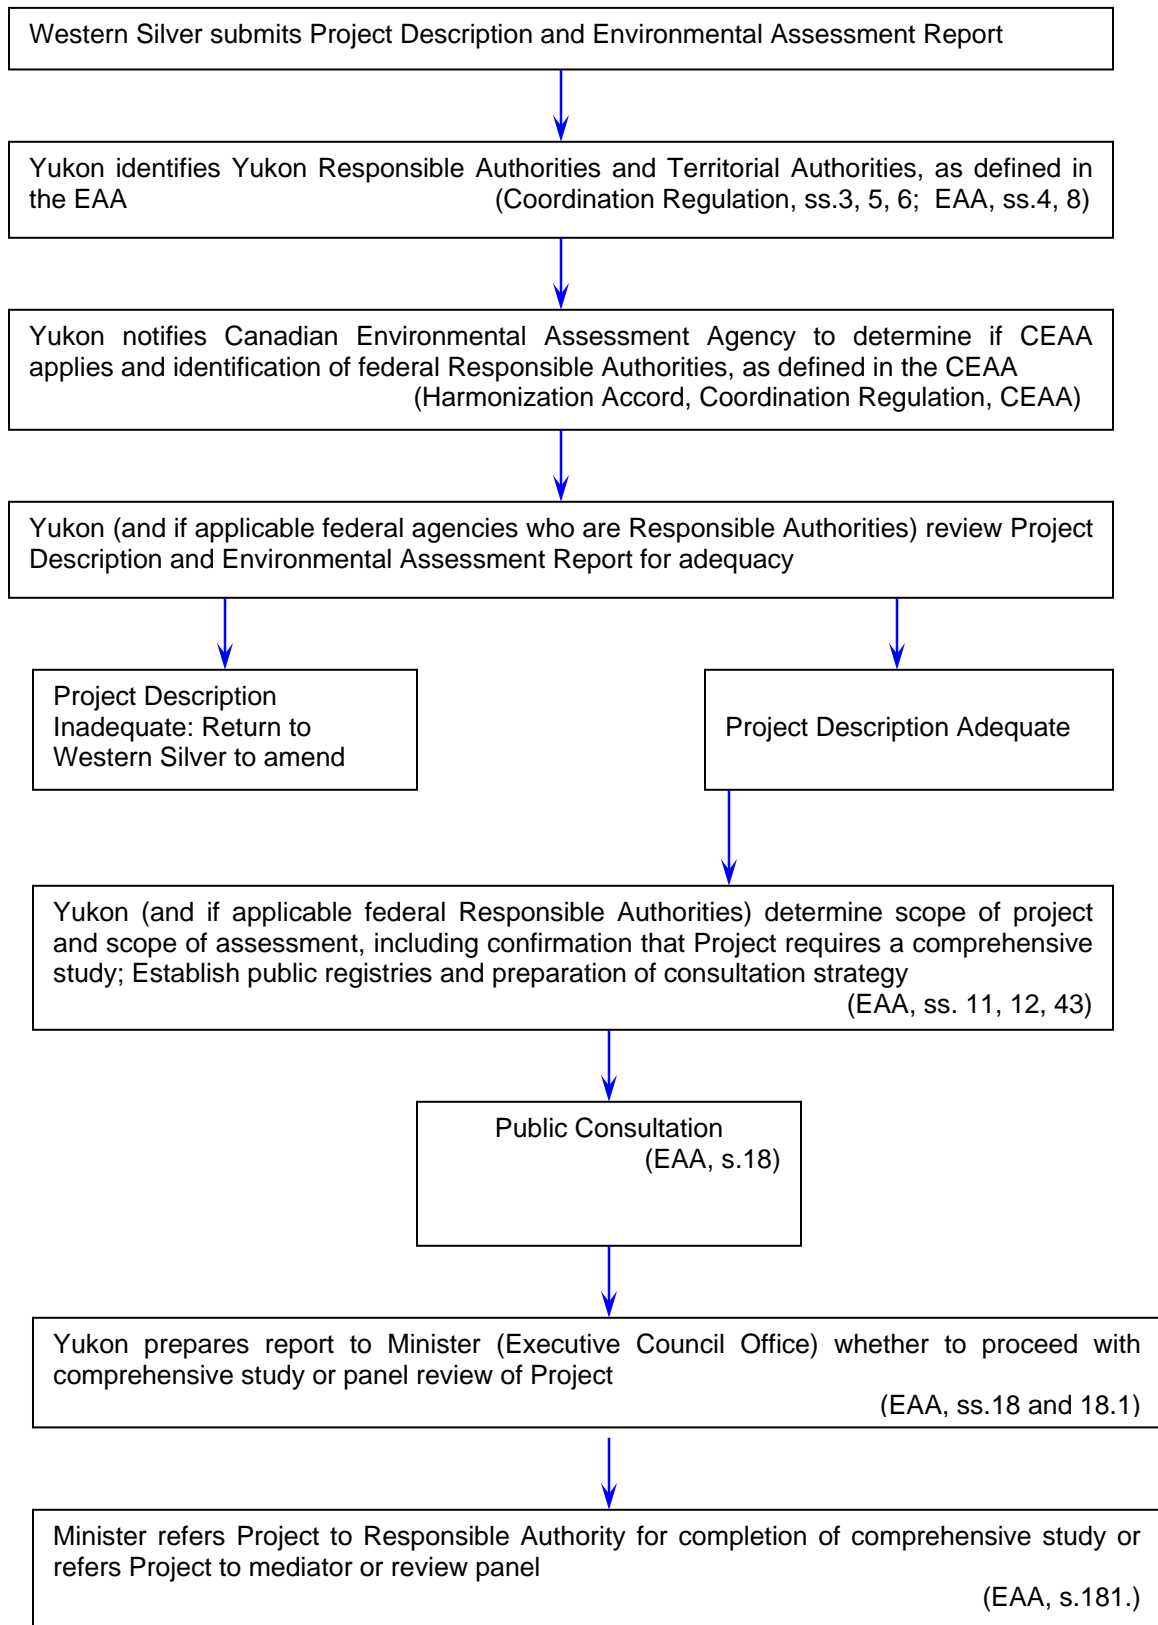 Western Silver submits Project Description and Environmental Assessment Report
Yukon identifies Yukon Responsible Authorities and Territorial Authorities, as defined in
the EAA (Coordination Regulation, ss.3, 5, 6; EAA, ss.4, 8)
Yukon notifies Canadian Environmental Assessment Agency to determine if CEAA
applies and identification of federal Responsible Authorities, as defined in the CEAA
(Harmonization Accord, Coordination Regulation, CEAA)
Yukon (and if applicable federal agencies who are Responsible Authorities) review Project
Description and Environmental Assessment Report for adequacy
Project Description
Inadequate: Return to
Western Silver to amend
Project Description Adequate
Yukon (and if applicable federal Responsible Authorities) determine scope of project
and scope of assessment, including confirmation that Project requires a comprehensive
study; Establish public registries and preparation of consultation strategy
(EAA, ss. 11, 12, 43)
Public Consultation
(EAA, s.18)
Yukon prepares report to Minister (Executive Council Office) whether to proceed with
comprehensive study or panel review of Project
(EAA, ss.18 and 18.1)
Minister refers Project to Responsible Authority for completion of comprehensive study or
refers Project to mediator or review panel
(EAA, s.181.)